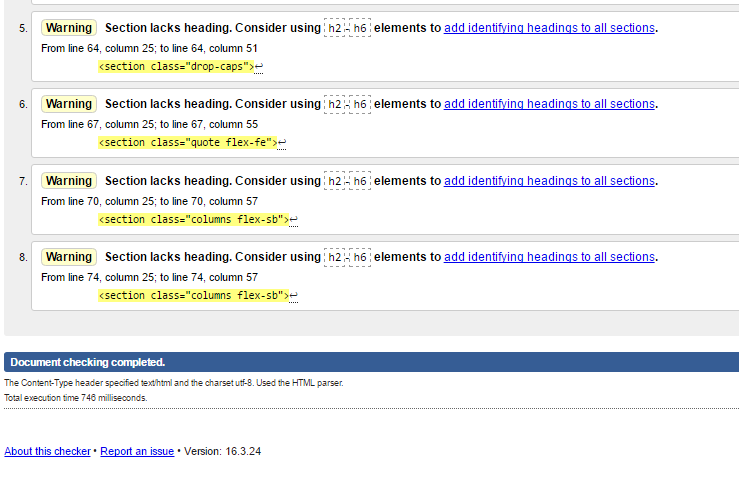 5. Warning Section lacks heading. Consider using h2-h6 elements to add identifying headings to all sections.
From line 64, column 25; to line 64, column 51
<section class="drop-caps">↩
6. Warning Section lacks heading. Consider using h2-h6 elements to add identifying headings to all sections.
From line 67, column 25; to line 67, column 55
<section class="quote flex-fe">↩
7. Warning Section lacks heading. Consider using h2-h6 elements to add identifying headings to all sections.
From line 70, column 25; to line 70, column 57
<section class="columns flex-sb">↩
8. Warning Section lacks heading. Consider using h2-h6 elements to add identifying headings to all sections.
From line 74, column 25; to line 74, column 57
<section class="columns flex-sb">↩
Document checking completed.
The Content-Type header specified text/html and the charset utf-8. Used the HTML parser.
Total execution time 746 milliseconds.
About this checker • Report an issue • Version: 16.3.24